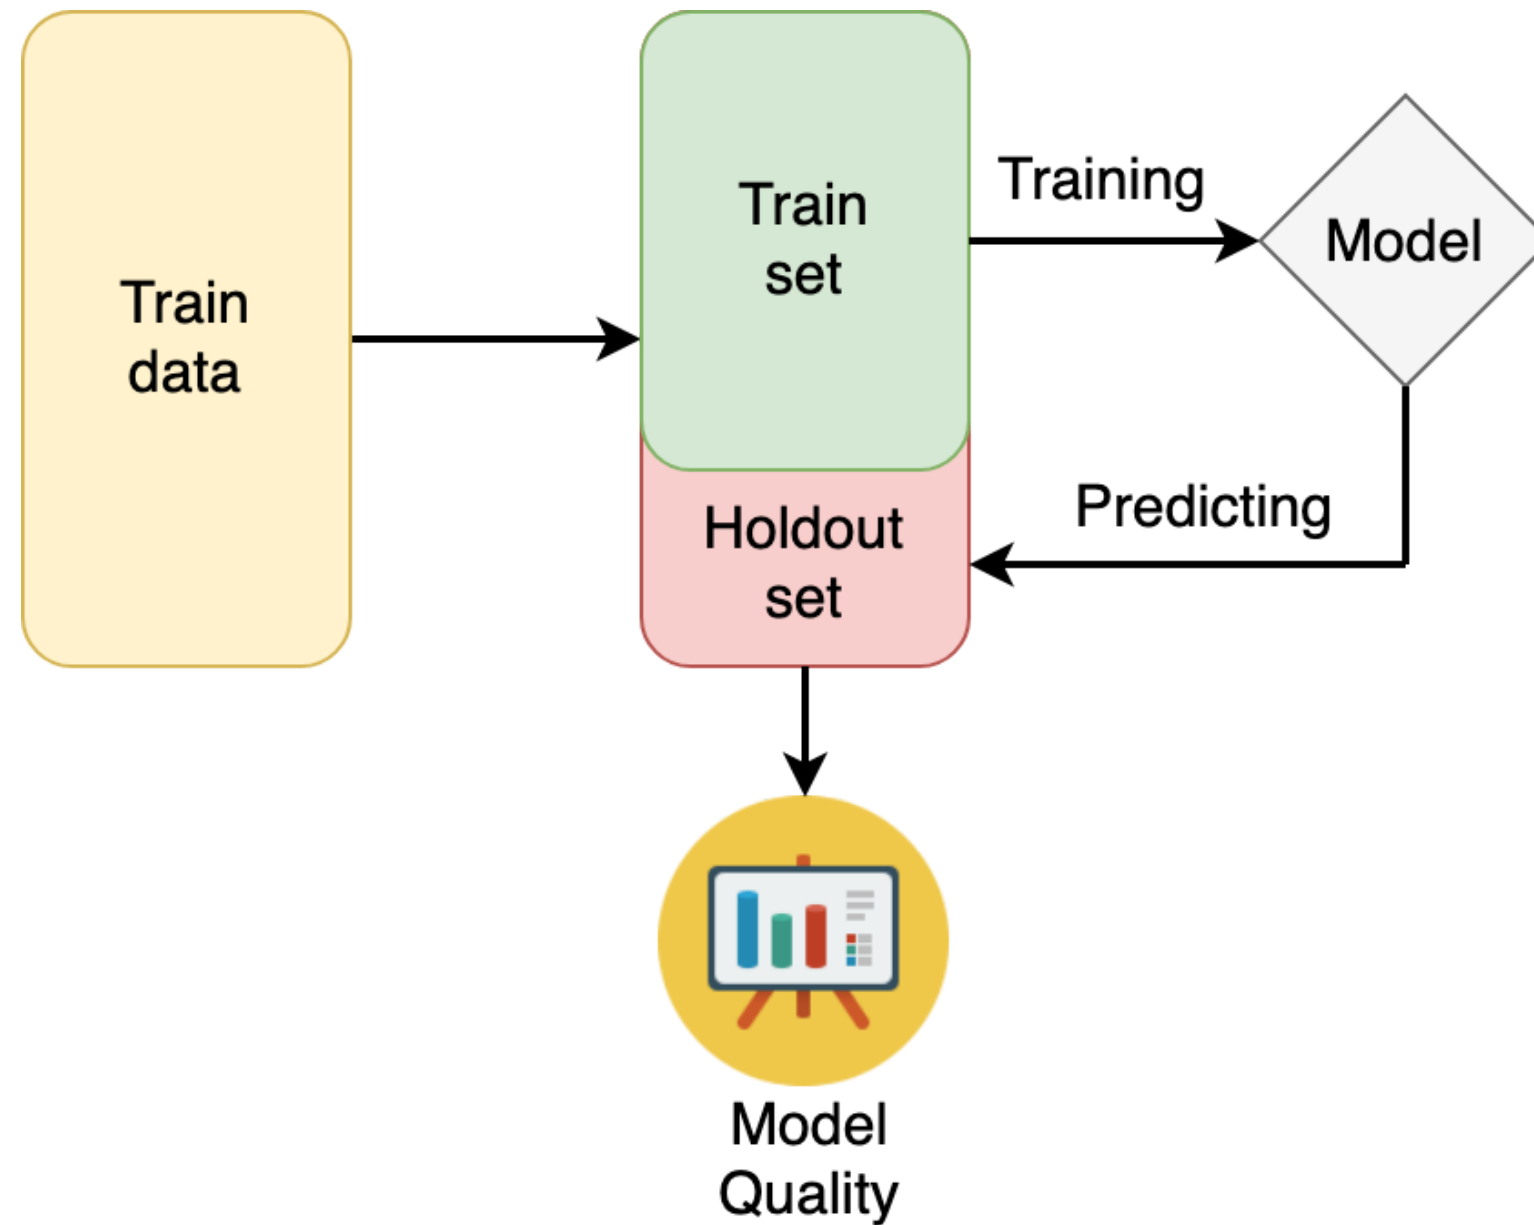 Train
data
Train
set
Training
Model
Holdout
set
Predicting
Model
Quality